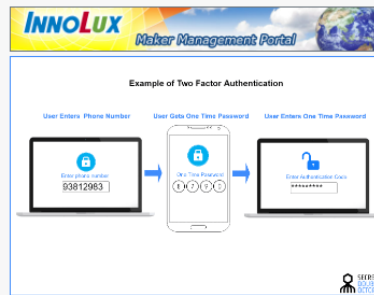 INNOLUX
Maker Management Portal
Example of Two Factor Authentication
User Enters Phone Number
User Gets One Time Password
User Enters One Time Password
Enter phone number
93812983
One Time Password
Enter Authentication Code
*********